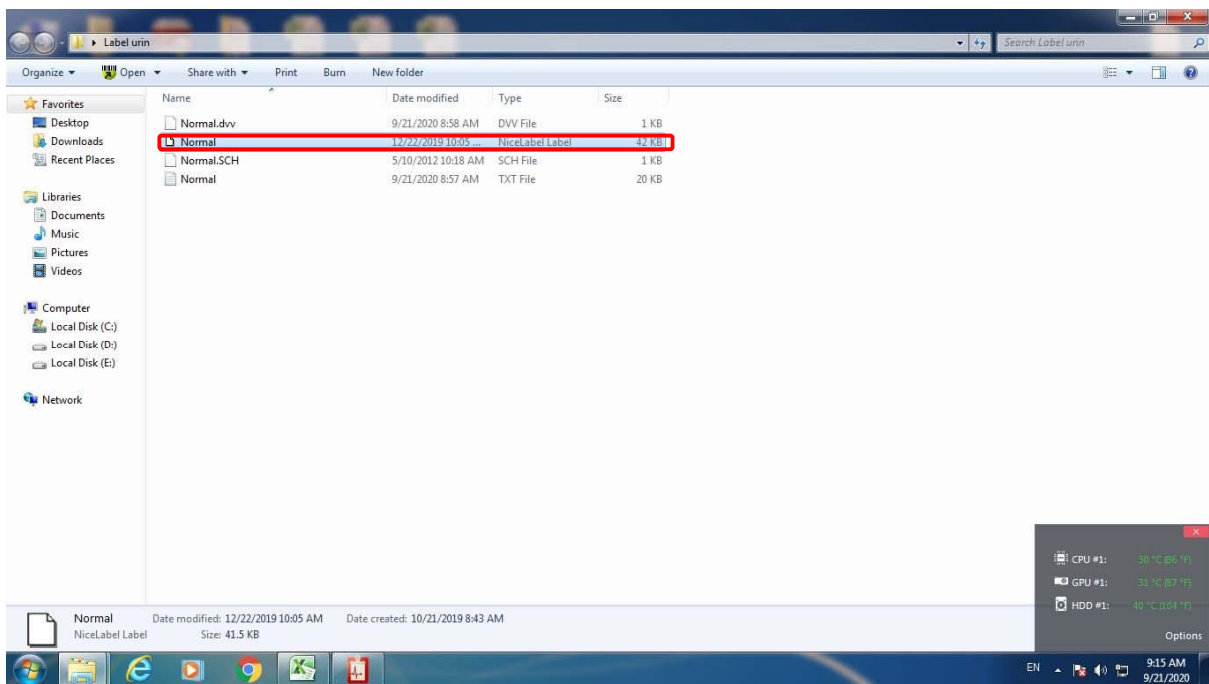 Label urin
Search Label urin
Organize Open Share with Print Burn New folder
Favorites
Desktop
Downloads
Recent Places
Libraries
Documents
Music
Pictures
Videos
Computer
Local Disk (C:)
Local Disk (D:)
Local Disk (E:)
Network
Name Date modified Type Size
Normal.dvv 9/21/2020 8:58 AM DVV File 1 KB
Normal 12/22/2019 10:05 ... NiceLabel Label 42 KB
Normal.SCH 5/10/2012 10:18 AM SCH File 1 KB
Normal 9/21/2020 8:57 AM TXT File 20 KB
CPU #1: 30 °C (86 °F)
GPU #1: 31 °C (87 °F)
HDD #1: 40 °C (104 °F)
Options
Normal Date modified: 12/22/2019 10:05 AM Date created: 10/21/2019 8:43 AM
NiceLabel Label Size: 41.5 KB
EN 9:15 AM
9/21/2020